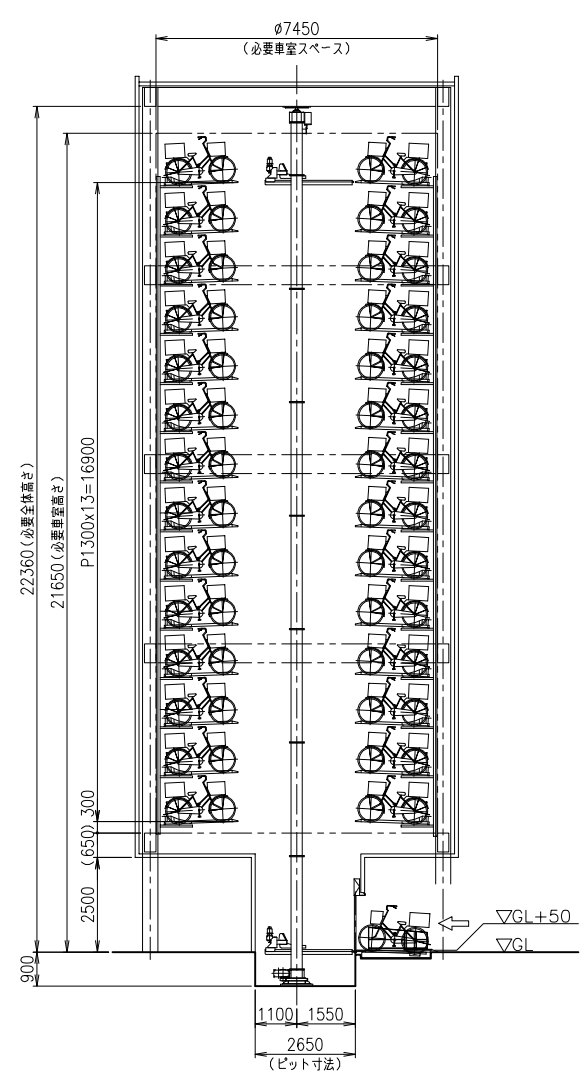 ø7450
(必要車室スペース)
22360(必要全体高さ)
21650(必要車室高さ)
P1300x13=16900
300
(650)
2500
900
▽GL+50
▽GL
1100
1550
2650
(ピット寸法)